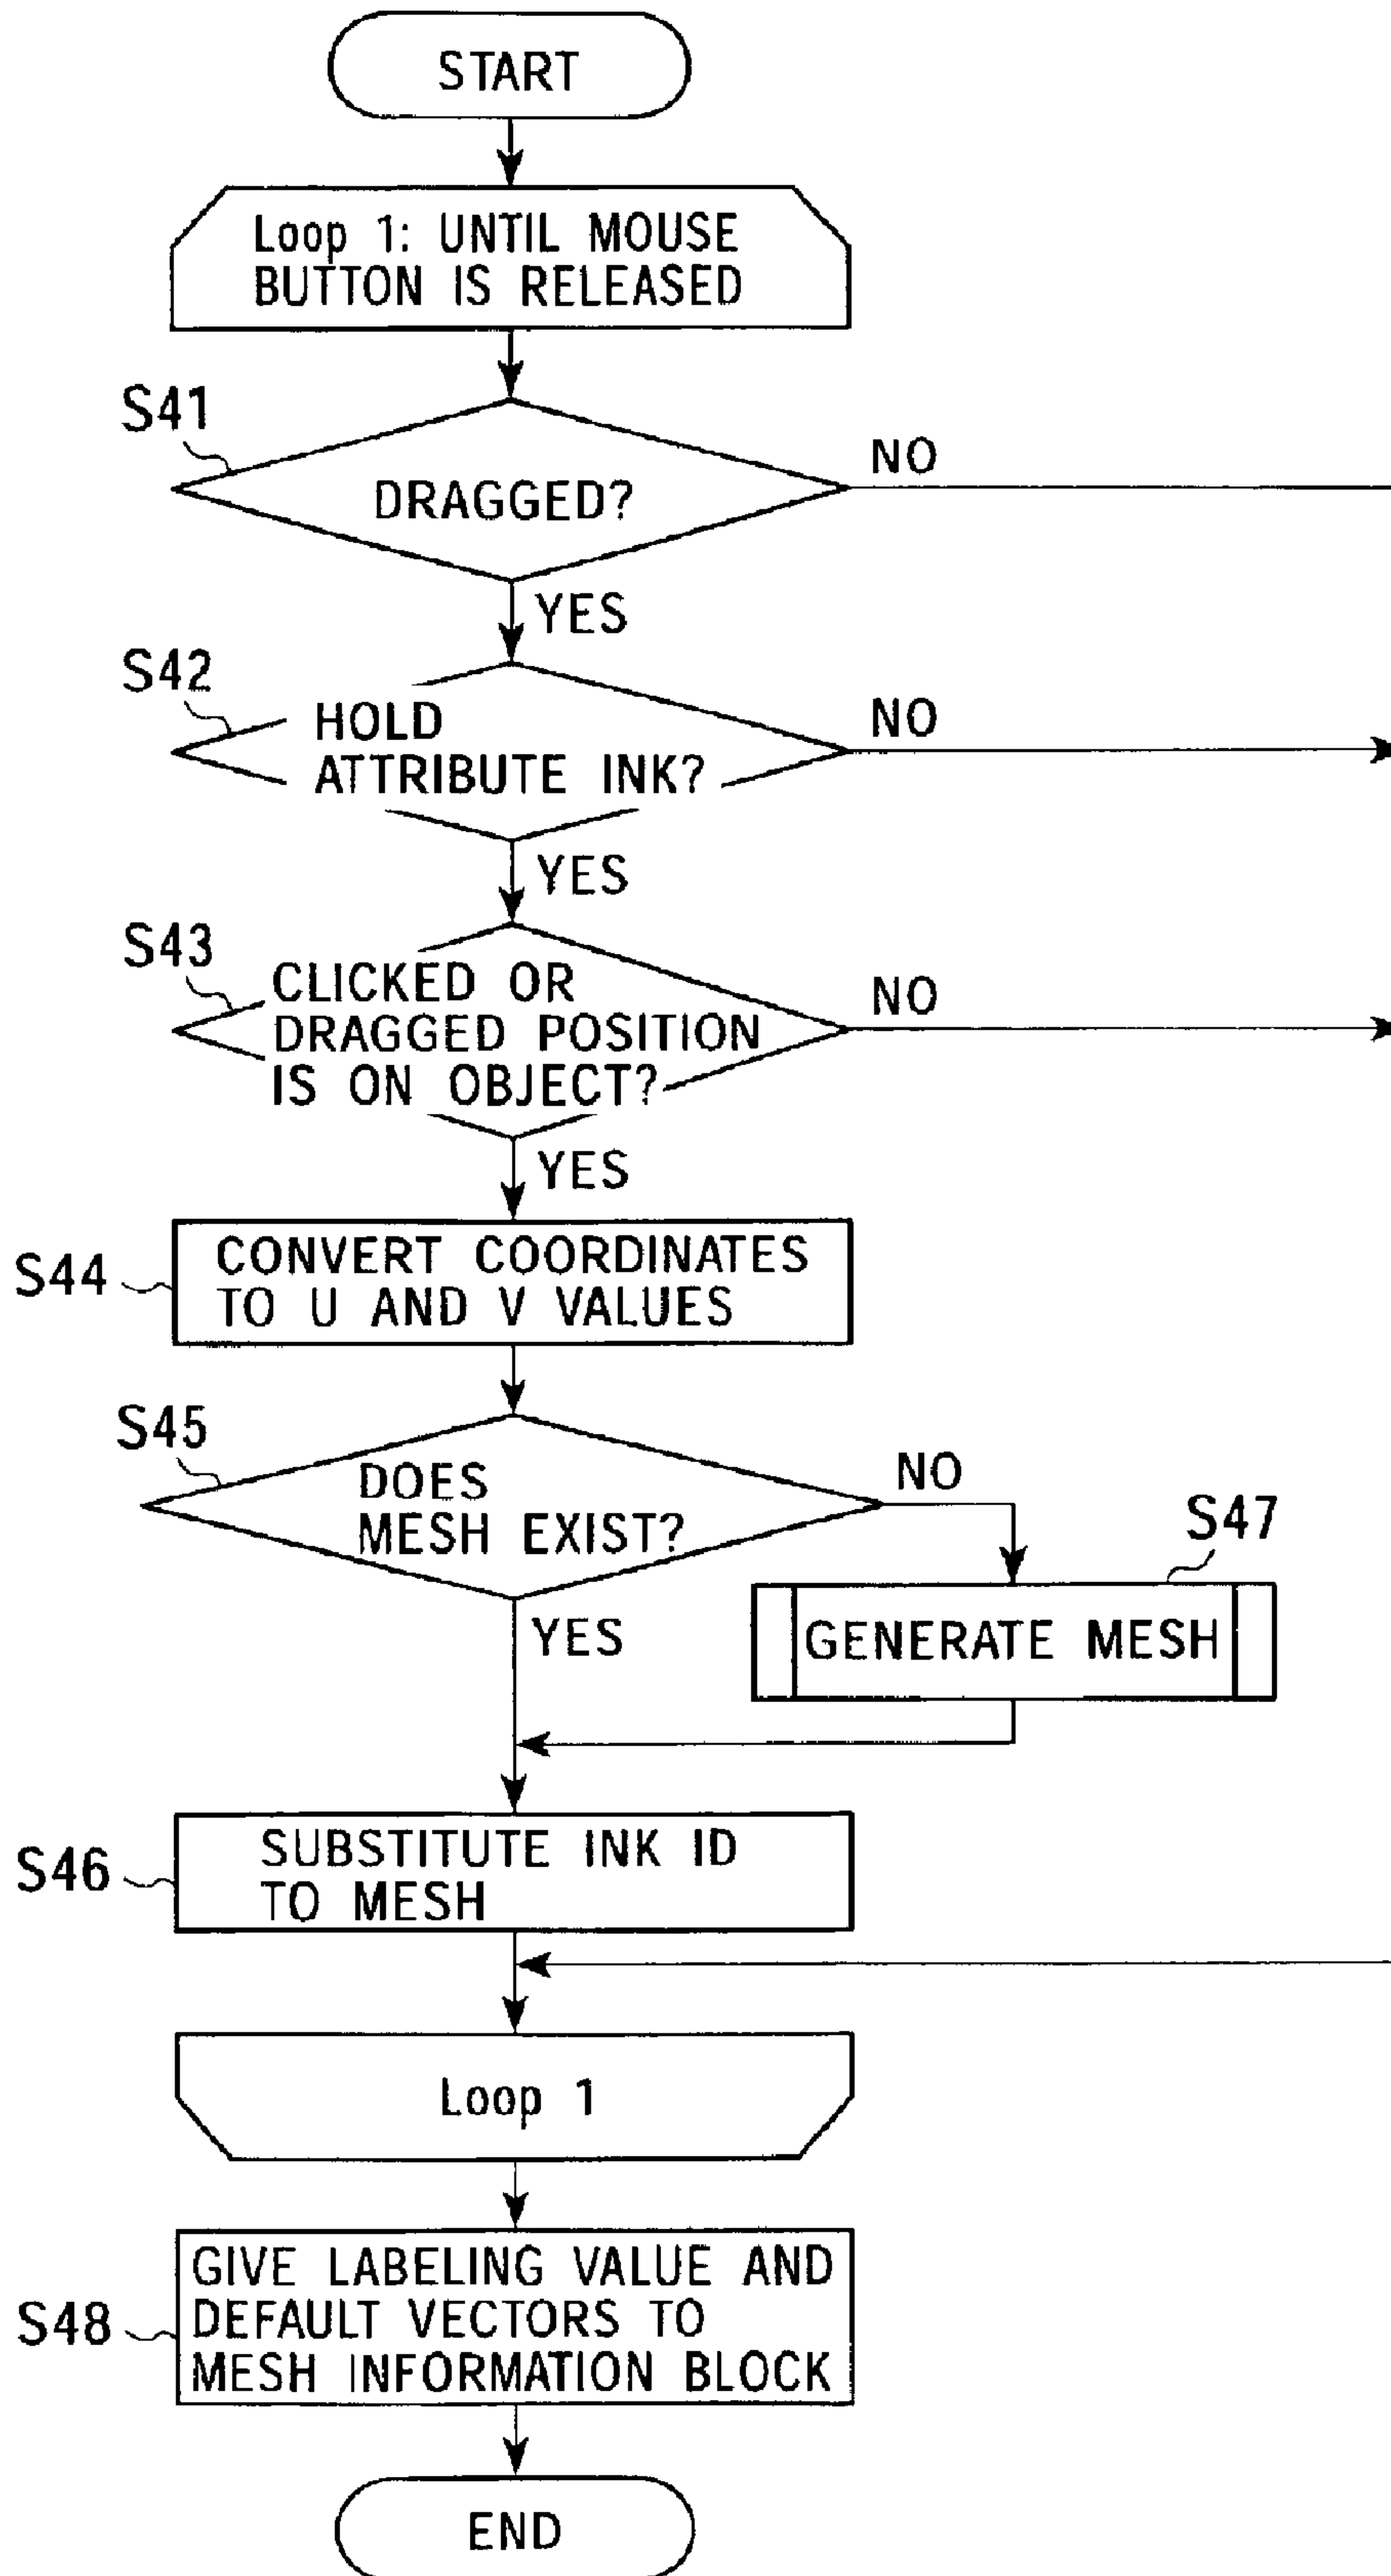 START
Loop 1: UNTIL MOUSE
BUTTON IS RELEASED
S41
DRAGGED?
NO
YES
S42
HOLD
ATTRIBUTE INK?
NO
YES
S43
CLICKED OR
DRAGGED POSITION
IS ON OBJECT?
NO
YES
S44
CONVERT COORDINATES
TO U AND V VALUES
S45
DOES
MESH EXIST?
NO
YES
S47
GENERATE MESH
S46
SUBSTITUTE INK ID
TO MESH
Loop 1
S48
GIVE LABELING VALUE AND
DEFAULT VECTORS TO
MESH INFORMATION BLOCK
END